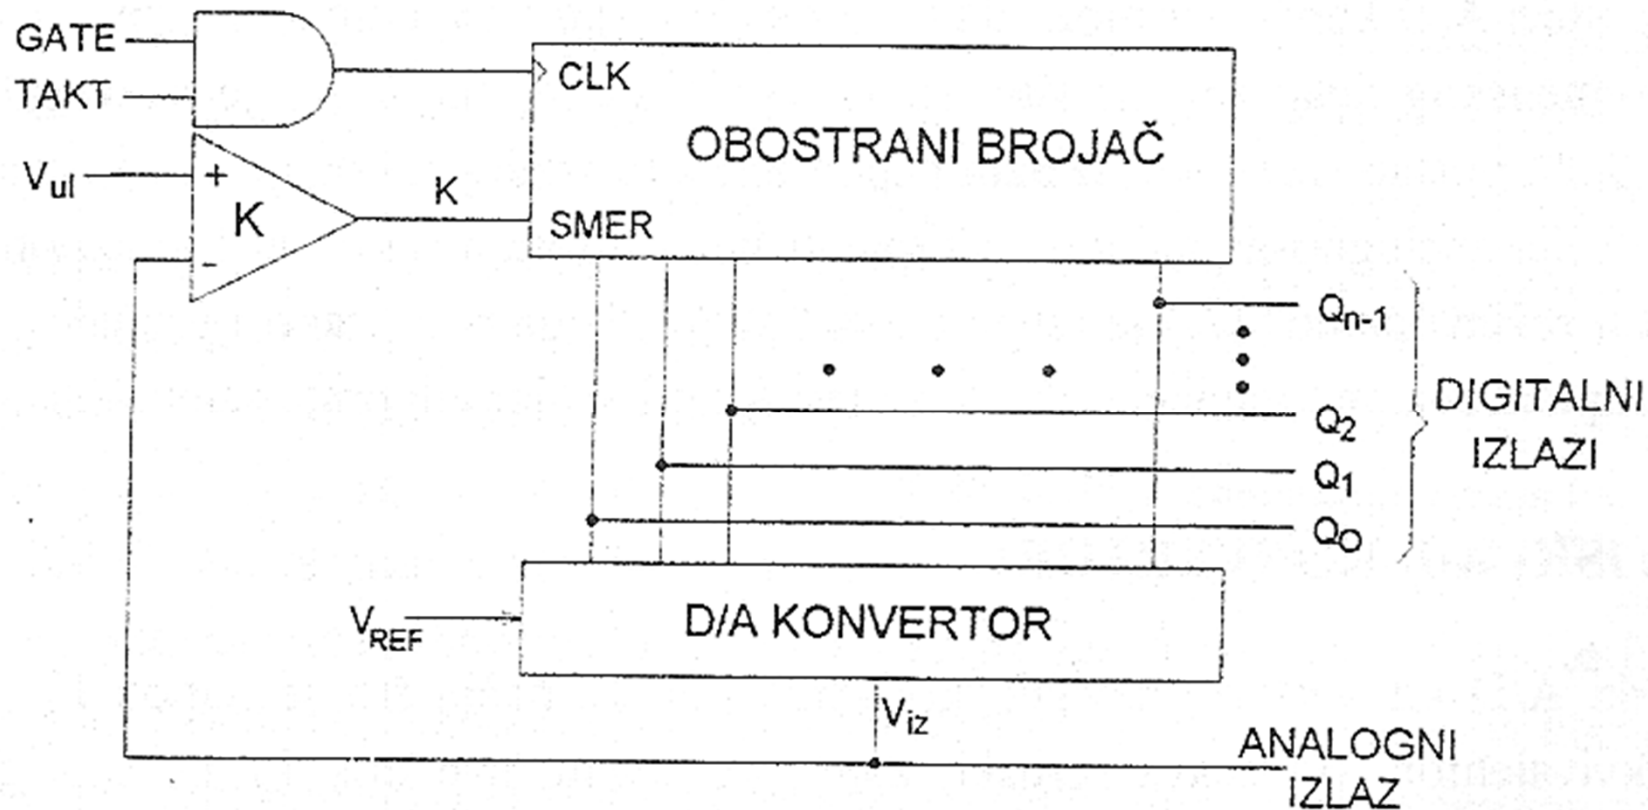 GATE
TAKT
CLK
OBOSTRANI BROJAČ
Vul
+
K
K
SMER
-
Qn-1
Q2
Q1
QO
DIGITALNI
IZLAZI
VREF
D/A KONVERTOR
Viz
ANALOGNI
IZLAZ